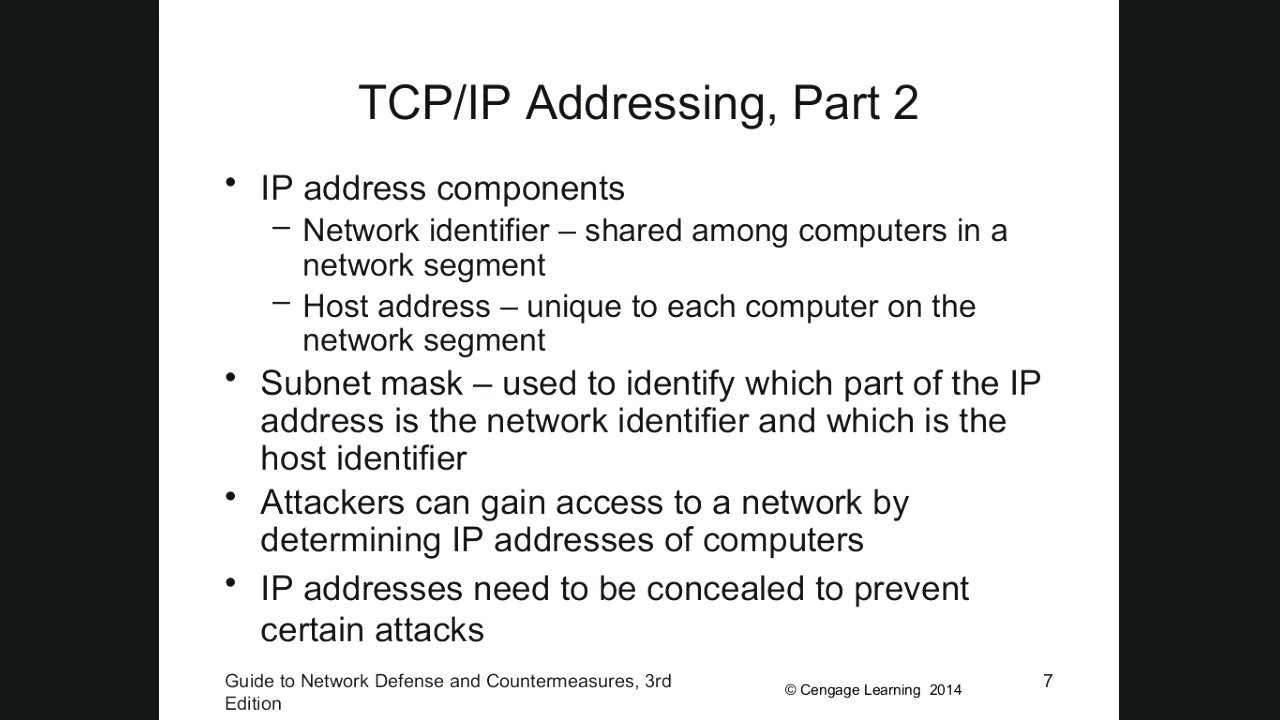 TCP/IP Addressing, Part 2
• IP address components
– Network identifier – shared among computers in a
network segment
– Host address – unique to each computer on the
network segment
• Subnet mask – used to identify which part of the IP
address is the network identifier and which is the
host identifier
• Attackers can gain access to a network by
determining IP addresses of computers
• IP addresses need to be concealed to prevent
certain attacks
Guide to Network Defense and Countermeasures, 3rd
Edition
© Cengage Learning 2014
7